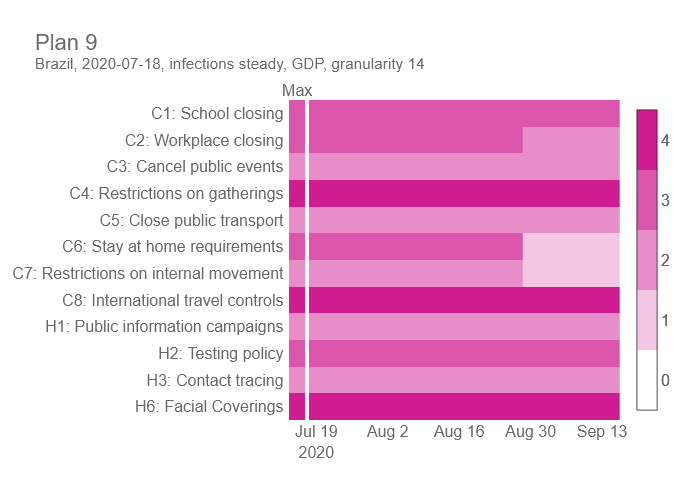 Plan 9
Brazil, 2020-07-18, infections steady, GDP, granularity 14
Max
C1: School closing
C2: Workplace closing
C3: Cancel public events
C4: Restrictions on gatherings
C5: Close public transport
C6: Stay at home requirements
C7: Restrictions on internal movement
C8: International travel controls
H1: Public information campaigns
H2: Testing policy
H3: Contact tracing
H6: Facial Coverings
Jul 19 Aug 2 Aug 16 Aug 30 Sep 13
2020
4
3
2
1
0